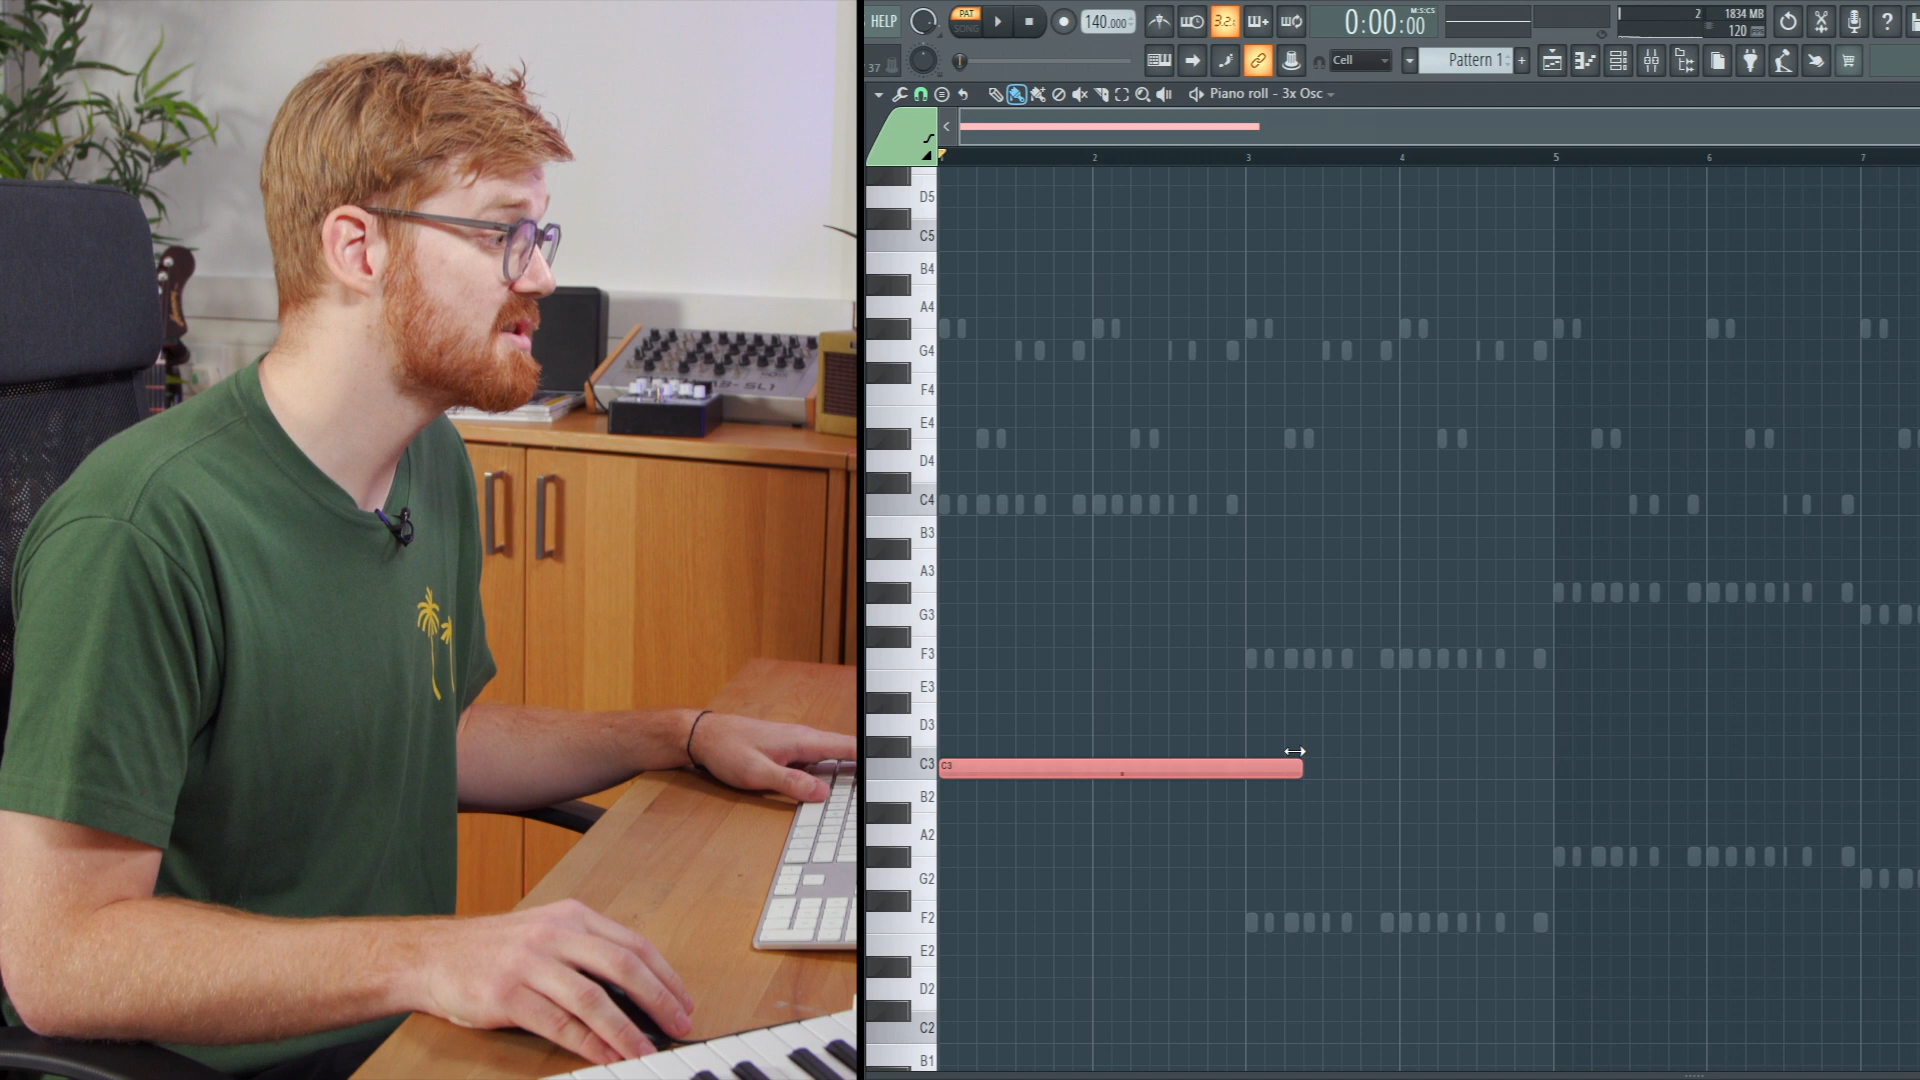 HELP
PAT
SONG
140.000
3.2.
0:00:00
M:S:CS
2
1834 MB
120
37
Cell
Pattern 1
+
Piano roll - 3x Osc
2
3
4
5
6
7
D5
C5
B4
A4
G4
F4
E4
D4
C4
B3
A3
G3
F3
E3
D3
C3
C3
B2
A2
G2
F2
E2
D2
C2
B1